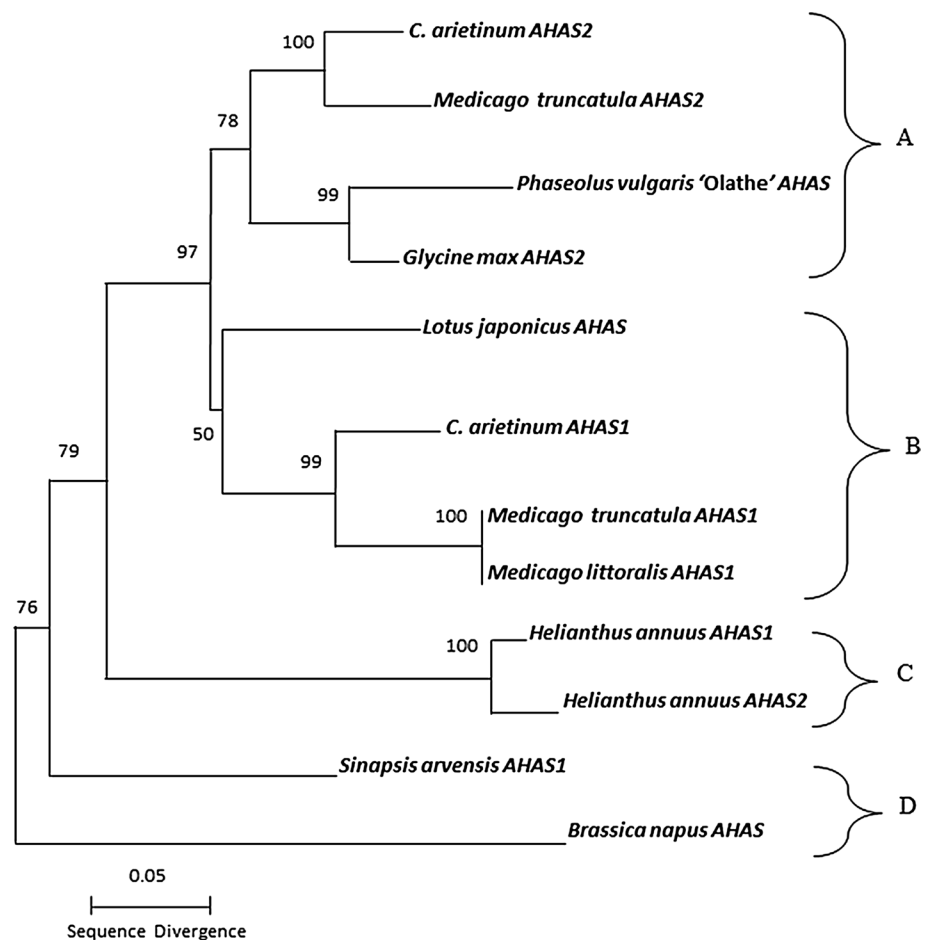 C. arietinum AHAS2
100
Medicago truncatula AHAS2
78
A
Phaseolus vulgaris ‘Olathe’ AHAS
99
97
Glycine max AHAS2
Lotus japonicus AHAS
50
C. arietinum AHAS1
B
79
99
100
Medicago truncatula AHAS1
Medicago littoralis AHAS1
76
Helianthus annuus AHAS1
100
C
Helianthus annuus AHAS2
Sinapsis arvensis AHAS1
D
Brassica napus AHAS
0.05
Sequence Divergence